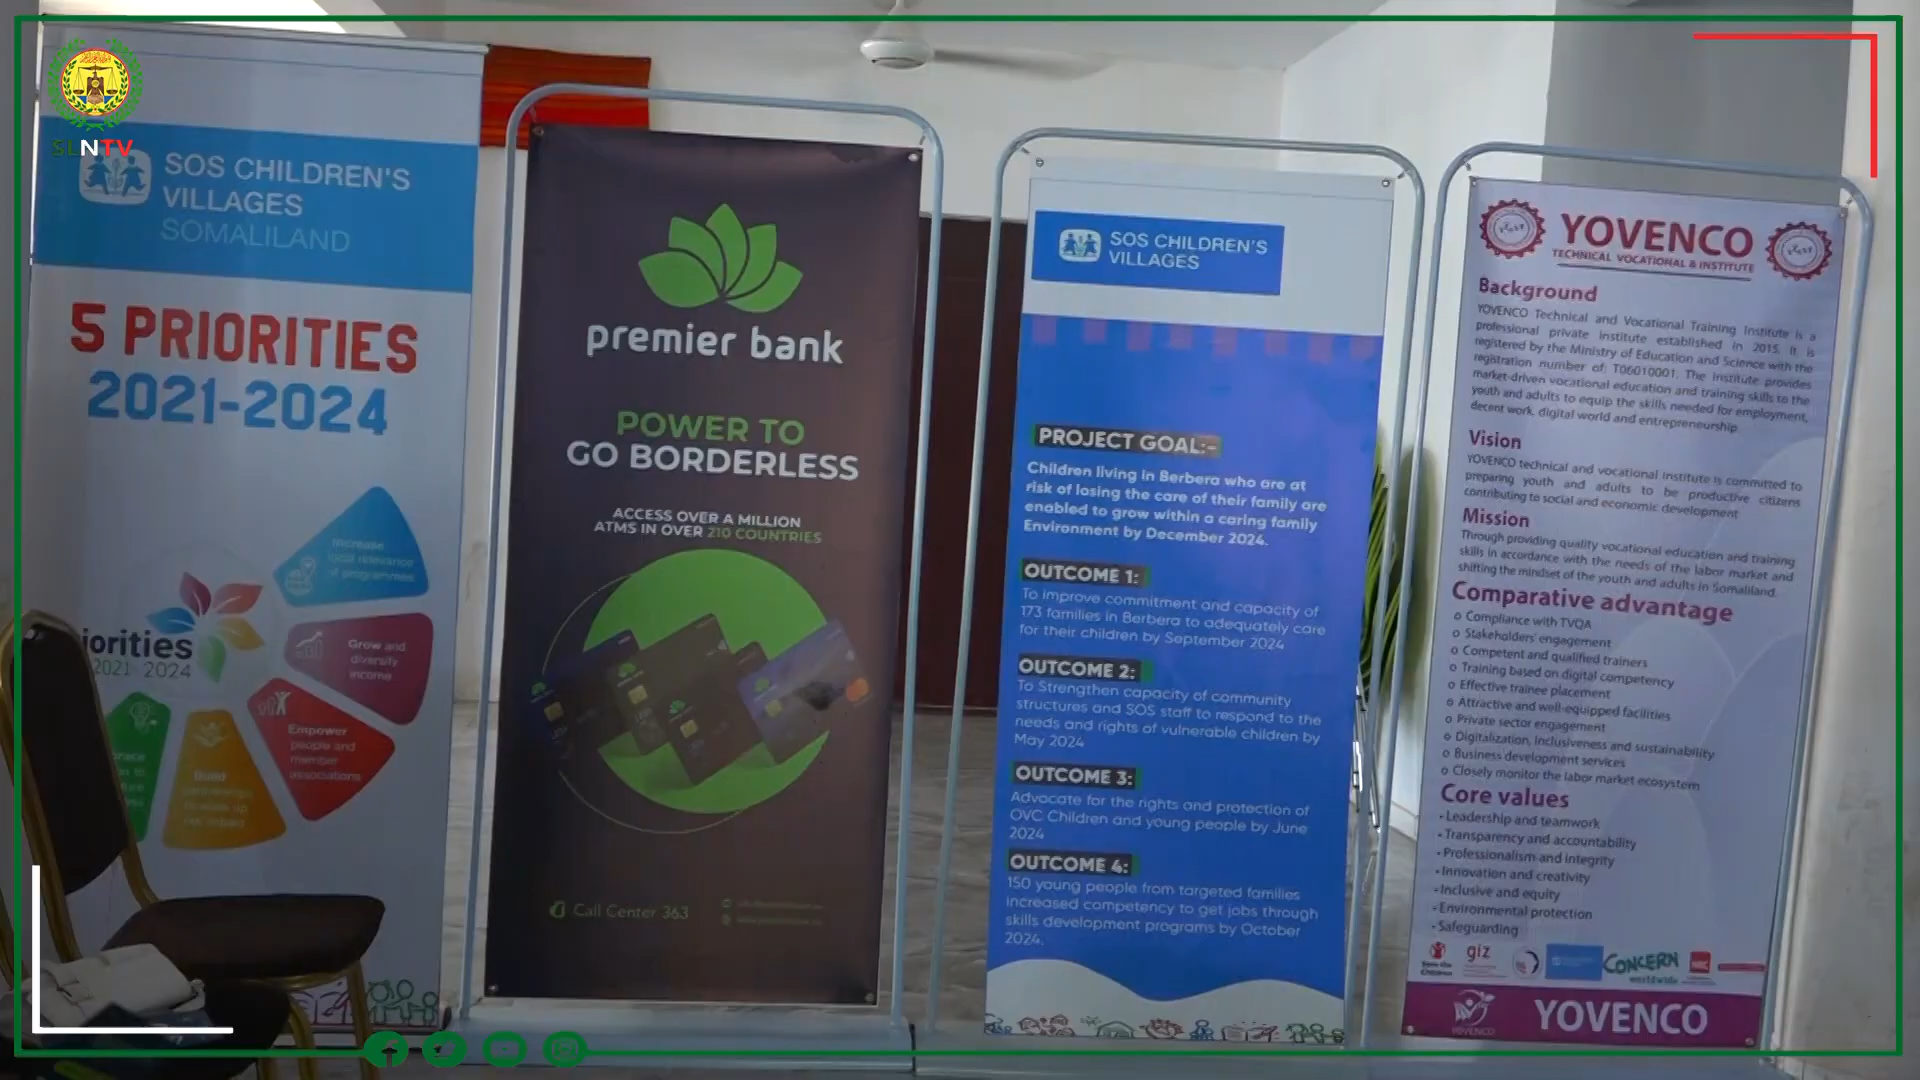 SLNTV
SOS CHILDREN'S
VILLAGES
SOMALILAND
5 PRIORITIES
2021-2024
Increase
local relevance
of programmes
Grow and
diversify
income
Empower
people and
member
associations
Build
iorities
2021-2024
premier bank
POWER TO
GO BORDERLESS
ACCESS OVER A MILLION
ATMS IN OVER 210 COUNTRIES
Call Center 363
SOS CHILDREN'S
VILLAGES
PROJECT GOAL:-
Children living in Berbera who are at
risk of losing the care of their family are
enabled to grow within a caring family
Environment by December 2024.
OUTCOME 1:
To improve commitment and capacity of
173 families in Berbera to adequately care
for their children by September 2024
OUTCOME 2:
To Strengthen capacity of community
structures and SOS staff to respond to the
needs and rights of vulnerable children by
May 2024
OUTCOME 3:
Advocate for the rights and protection of
OVC Children and young people by June
2024
OUTCOME 4:
150 young people from targeted families
increased competency to get jobs through
skills development programs by October
2024.
YOVENCO
TECHNICAL VOCATIONAL & INSTITUTE
Background
YOVENCO Technical and Vocational Training Institute is a
professional private institute established in 2015. It is
registered by the Ministry of Education and Science with the
registration number of: T06010001. The Institute provides
market-driven vocational education and training skills to the
youth and adults to equip the skills needed for employment,
decent work, digital world and entrepreneurship
Vision
YOVENCO technical and vocational institute is committed to
preparing youth and adults to be productive citizens
contributing to social and economic development
Mission
Through providing quality vocational education and training
skills in accordance with the needs of the labor market and
shifting the mindset of the youth and adults in Somaliland.
Comparative advantage
o Compliance with TVQA
o Stakeholders' engagement
o Competent and qualified trainers
o Training based on digital competency
o Effective trainee placement
o Attractive and well-equipped facilities
o Private sector engagement
o Digitalization, Inclusiveness and sustainability
o Business development services
o Closely monitor the labor market ecosystem
Core values
- Leadership and teamwork
- Transparency and accountability
- Professionalism and integrity
- Innovation and creativity
- Inclusive and equity
- Environmental protection
- Safeguarding
Save the
Children
giz
CONCERN
worldwide
YOVENCO
YOVENCO